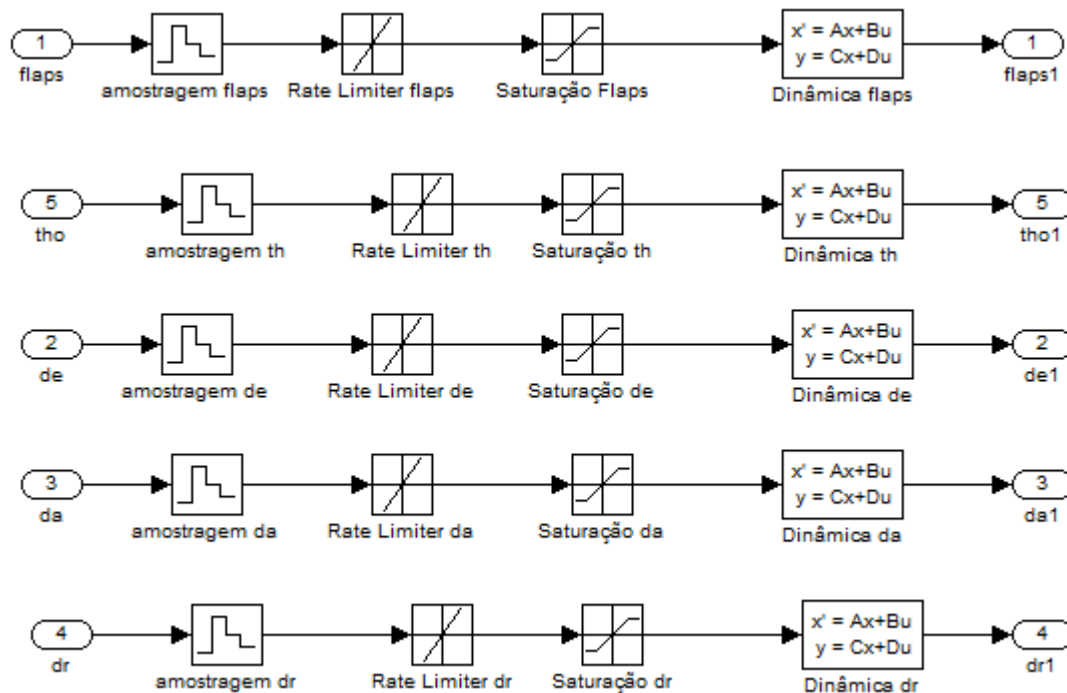 1
flaps
amostragem flaps
Rate Limiter flaps
Saturação Flaps
x' = Ax+Bu
y = Cx+Du
Dinâmica flaps
1
flaps1
5
tho
amostragem th
Rate Limiter th
Saturação th
x' = Ax+Bu
y = Cx+Du
Dinâmica th
5
tho1
2
de
amostragem de
Rate Limiter de
Saturação de
x' = Ax+Bu
y = Cx+Du
Dinâmica de
2
de1
3
da
amostragem da
Rate Limiter da
Saturação da
x' = Ax+Bu
y = Cx+Du
Dinâmica da
3
da1
4
dr
amostragem dr
Rate Limiter dr
Saturação dr
x' = Ax+Bu
y = Cx+Du
Dinâmica dr
4
dr1